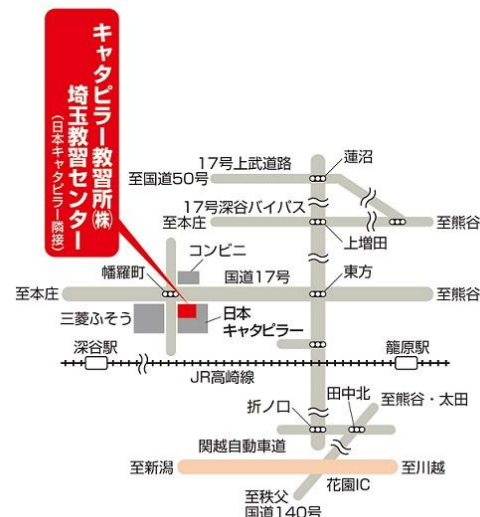 キャタピラー教習所㈱
埼玉教習センター
（日本キャタピラー隣接）
17号上武道路
蓮沼
至国道50号
17号深谷バイパス
至本庄
至熊谷
上増田
コンビニ
幡羅町
国道17号
東方
至本庄
至熊谷
三菱ふそう
日本
キャタピラー
深谷駅
籠原駅
JR高崎線
田中北
折ノ口
至熊谷・太田
関越自動車道
至新潟
至川越
花園IC
至秩父
国道140号